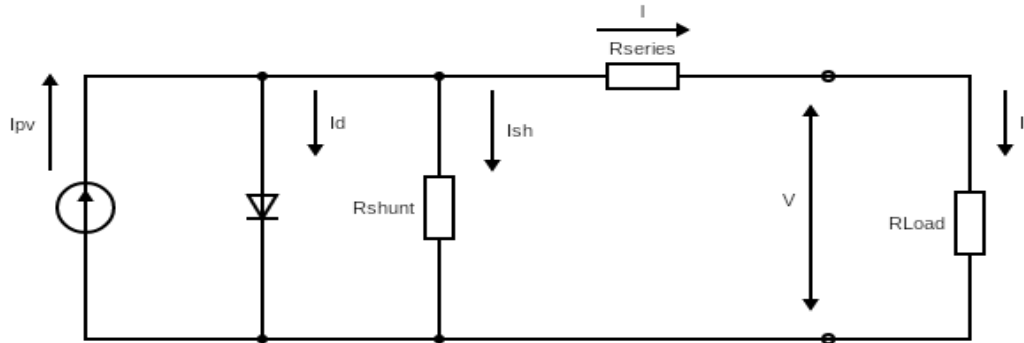 I
Rseries
Ipv
Id
Ish
I
V
Rshunt
RLoad